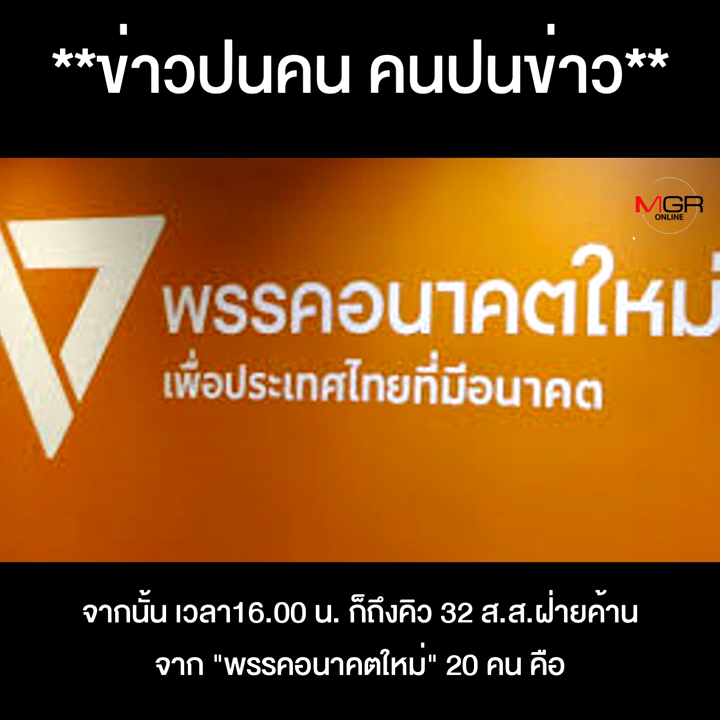 **ข่าวปนคน คนปนข่าว**
MGR
ONLINE
พรรคอนาคตใหม่
เพื่อประเทศไทยที่มีอนาคต
จากนั้น เวลา16.00 น. ก็ถึงคิว 32 ส.ส.ฝ่ายค้าน
จาก "พรรคอนาคตใหม่" 20 คน คือ